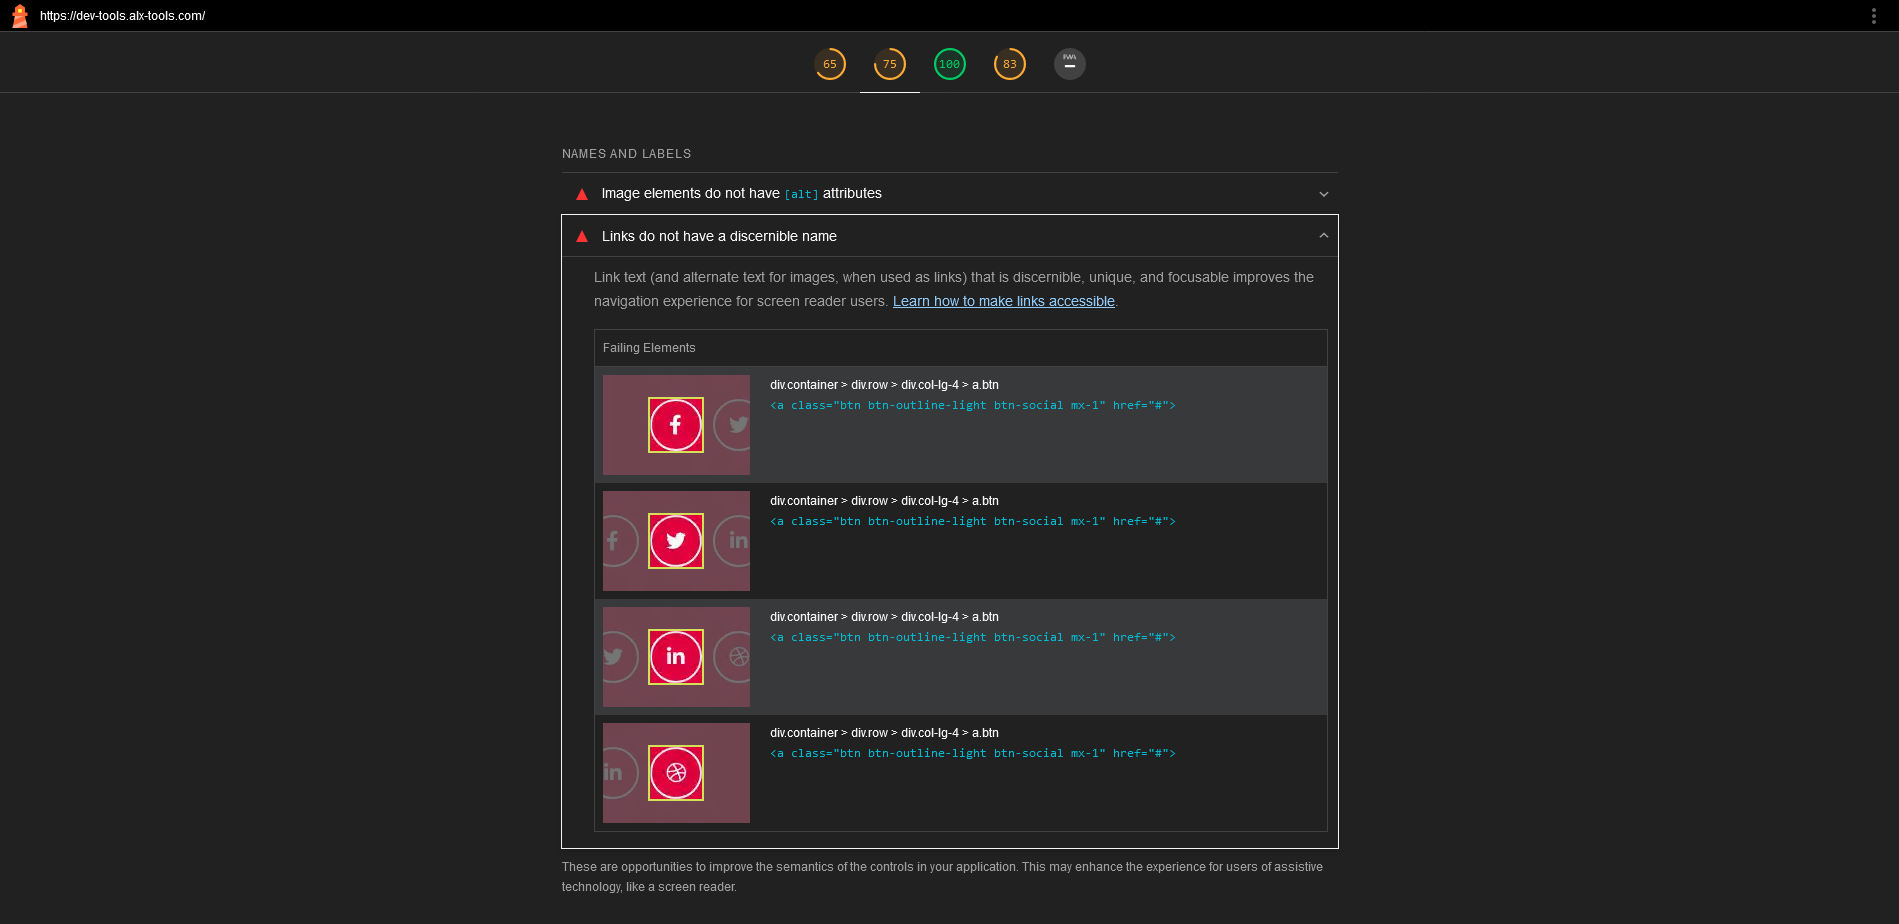 https://dev-tools.alx-tools.com/
65 75 100 83 PWA
NAMES AND LABELS
Image elements do not have [alt] attributes
Links do not have a discernible name
Link text (and alternate text for images, when used as links) that is discernible, unique, and focusable improves the
navigation experience for screen reader users. Learn how to make links accessible.
Failing Elements
div.container > div.row > div.col-lg-4 > a.btn
<a class="btn btn-outline-light btn-social mx-1" href="#">
div.container > div.row > div.col-lg-4 > a.btn
<a class="btn btn-outline-light btn-social mx-1" href="#">
in
div.container > div.row > div.col-lg-4 > a.btn
<a class="btn btn-outline-light btn-social mx-1" href="#">
in
div.container > div.row > div.col-lg-4 > a.btn
<a class="btn btn-outline-light btn-social mx-1" href="#">
in
These are opportunities to improve the semantics of the controls in your application. This may enhance the experience for users of assistive
technology, like a screen reader.